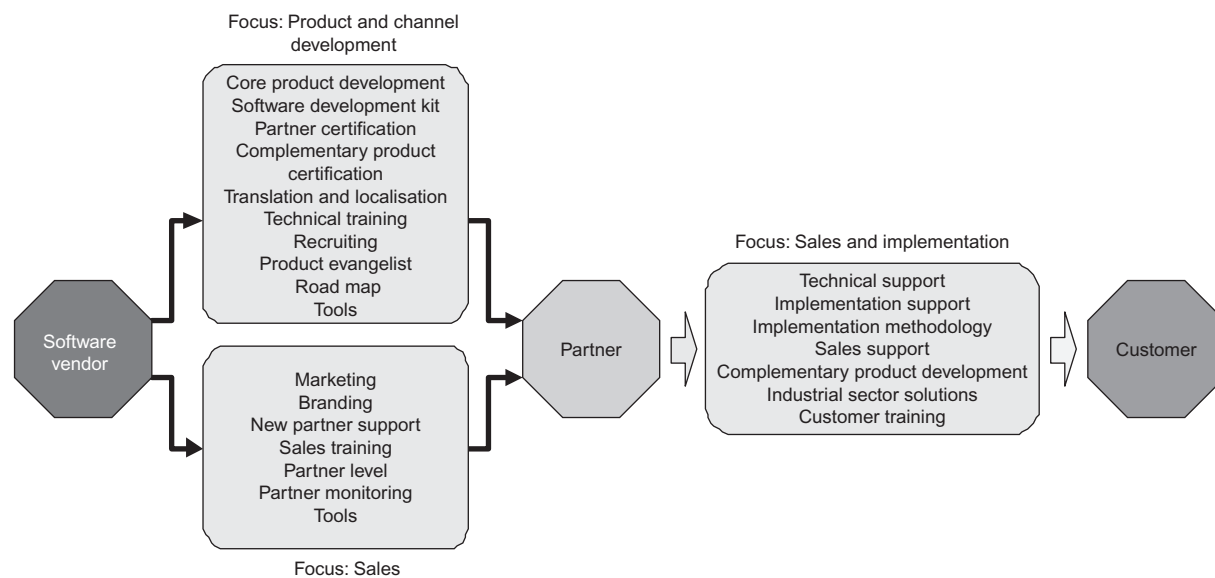 Focus: Product and channel
development
Core product development
Software development kit
Partner certification
Complementary product
certification
Translation and localisation
Technical training
Recruiting
Product evangelist
Road map
Tools
Software
vendor
Marketing
Branding
New partner support
Sales training
Partner level
Partner monitoring
Tools
Focus: Sales
Partner
Focus: Sales and implementation
Technical support
Implementation support
Implementation methodology
Sales support
Complementary product development
Industrial sector solutions
Customer training
Customer